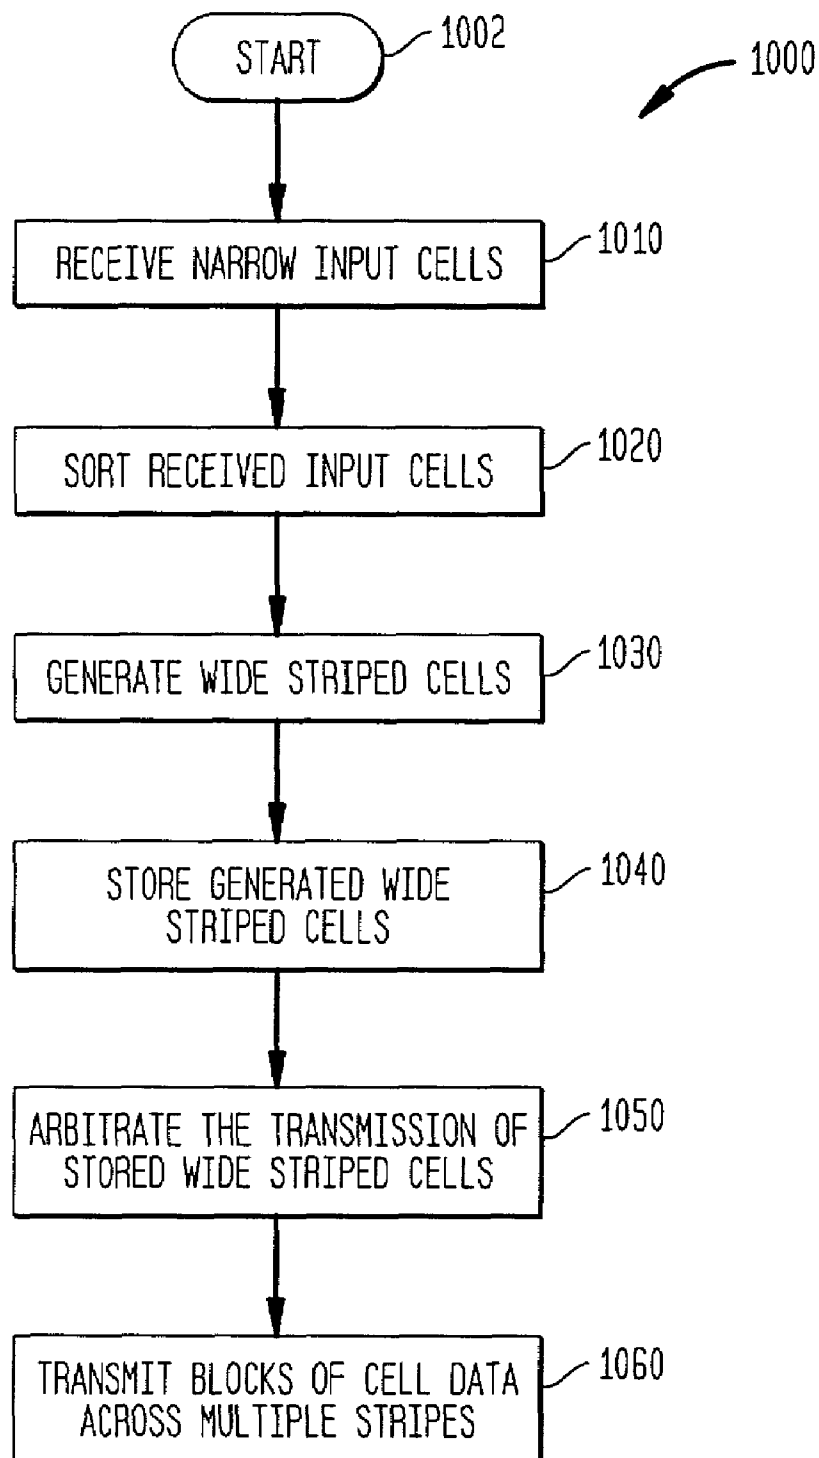 START
1002
1000
RECEIVE NARROW INPUT CELLS
1010
SORT RECEIVED INPUT CELLS
1020
GENERATE WIDE STRIPED CELLS
1030
STORE GENERATED WIDE
STRIPED CELLS
1040
ARBITRATE THE TRANSMISSION OF
STORED WIDE STRIPED CELLS
1050
TRANSMIT BLOCKS OF CELL DATA
ACROSS MULTIPLE STRIPES
1060